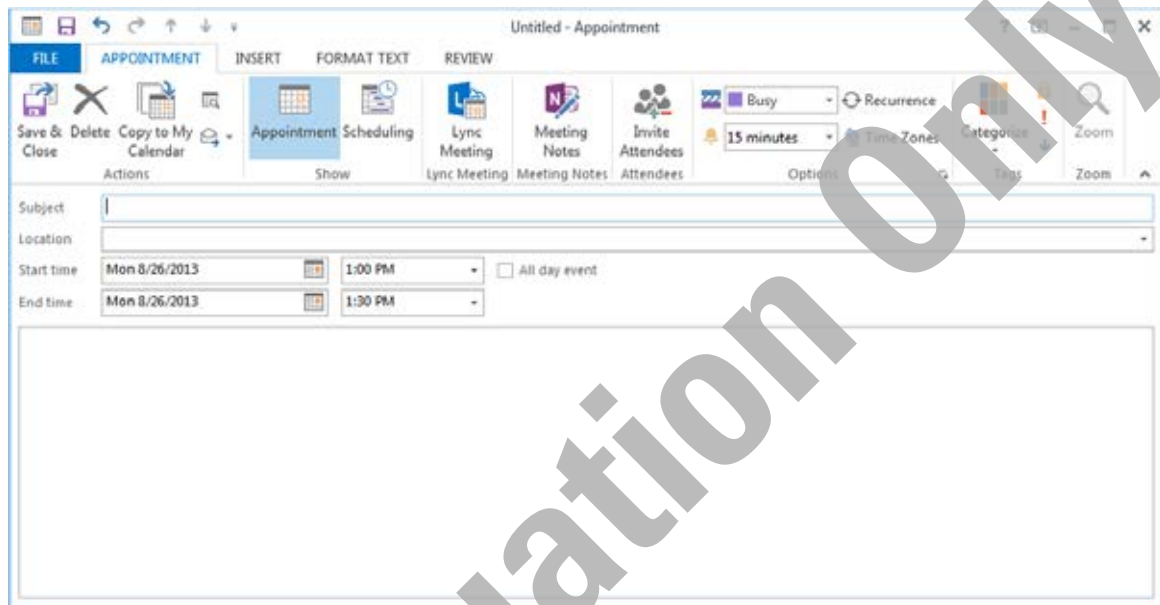 Untitled - Appointment
FILE APPOINTMENT INSERT FORMAT TEXT REVIEW
Save & Close
Delete
Copy to My Calendar
Appointment
Scheduling
Lync Meeting
Meeting Notes
Invite Attendees
Busy
15 minutes
Recurrence
Time Zones
Categorize
Zoom
Actions Show Lync Meeting Meeting Notes Attendees Options Tags Zoom
Subject
Location
Start time Mon 8/26/2013 1:00 PM All day event
End time Mon 8/26/2013 1:30 PM
uation Only